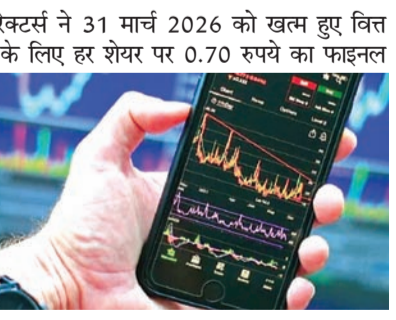 रेक्टर्स ने 31 मार्च 2026 को खत्म हुए वित्त
के लिए हर शेयर पर 0.70 रुपये का फाइनल